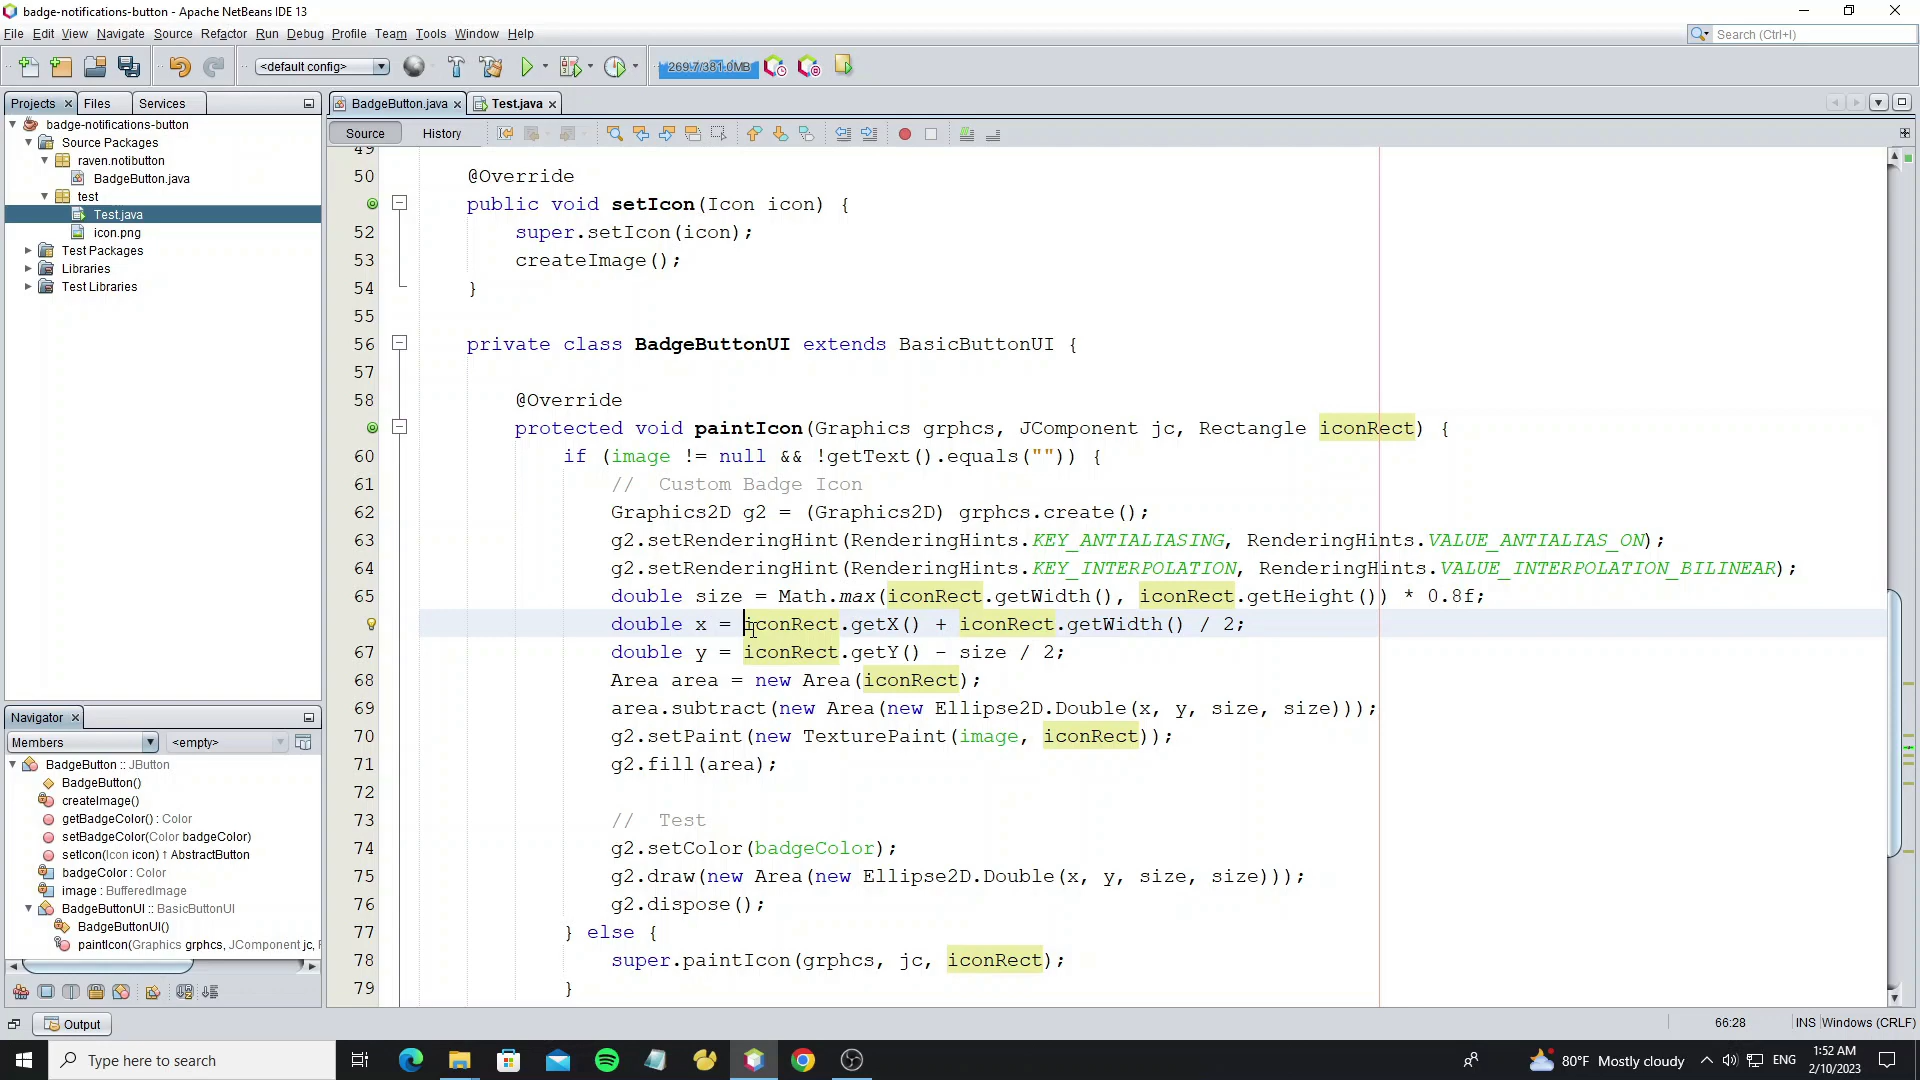 badge-notifications-button - Apache NetBeans IDE 13
File Edit View Navigate Source Refactor Run Debug Profile Team Tools Window Help
Search (Ctrl+I)
<default config>
269.7/381.0MB
Projects Files Services
BadgeButton.java Test.java
badge-notifications-button
Source Packages
raven.notibutton
BadgeButton.java
test
Test.java
icon.png
Test Packages
Libraries
Test Libraries
Source History
49
50 @Override
public void setIcon(Icon icon) {
52 super.setIcon(icon);
53 createImage();
54 }
55
56 private class BadgeButtonUI extends BasicButtonUI {
57
58 @Override
protected void paintIcon(Graphics grphcs, JComponent jc, Rectangle iconRect) {
60 if (image != null && !getText().equals("")) {
61 // Custom Badge Icon
62 Graphics2D g2 = (Graphics2D) grphcs.create();
63 g2.setRenderingHint(RenderingHints.KEY_ANTIALIASING, RenderingHints.VALUE_ANTIALIAS_ON);
64 g2.setRenderingHint(RenderingHints.KEY_INTERPOLATION, RenderingHints.VALUE_INTERPOLATION_BILINEAR);
65 double size = Math.max(iconRect.getWidth(), iconRect.getHeight()) * 0.8f;
double x = iconRect.getX() + iconRect.getWidth() / 2;
67 double y = iconRect.getY() - size / 2;
68 Area area = new Area(iconRect);
69 area.subtract(new Area(new Ellipse2D.Double(x, y, size, size)));
70 g2.setPaint(new TexturePaint(image, iconRect));
71 g2.fill(area);
72
73 // Test
74 g2.setColor(badgeColor);
75 g2.draw(new Area(new Ellipse2D.Double(x, y, size, size)));
76 g2.dispose();
77 } else {
78 super.paintIcon(grphcs, jc, iconRect);
79 }
Navigator
Members <empty>
BadgeButton :: JButton
BadgeButton()
createImage()
getBadgeColor() : Color
setBadgeColor(Color badgeColor)
setIcon(Icon icon) ↑ AbstractButton
badgeColor : Color
image : BufferedImage
BadgeButtonUI :: BasicButtonUI
BadgeButtonUI()
paintIcon(Graphics grphcs, JComponent jc, F
Output
66:28 INS Windows (CRLF)
Type here to search
80°F Mostly cloudy
ENG
1:52 AM
2/10/2023